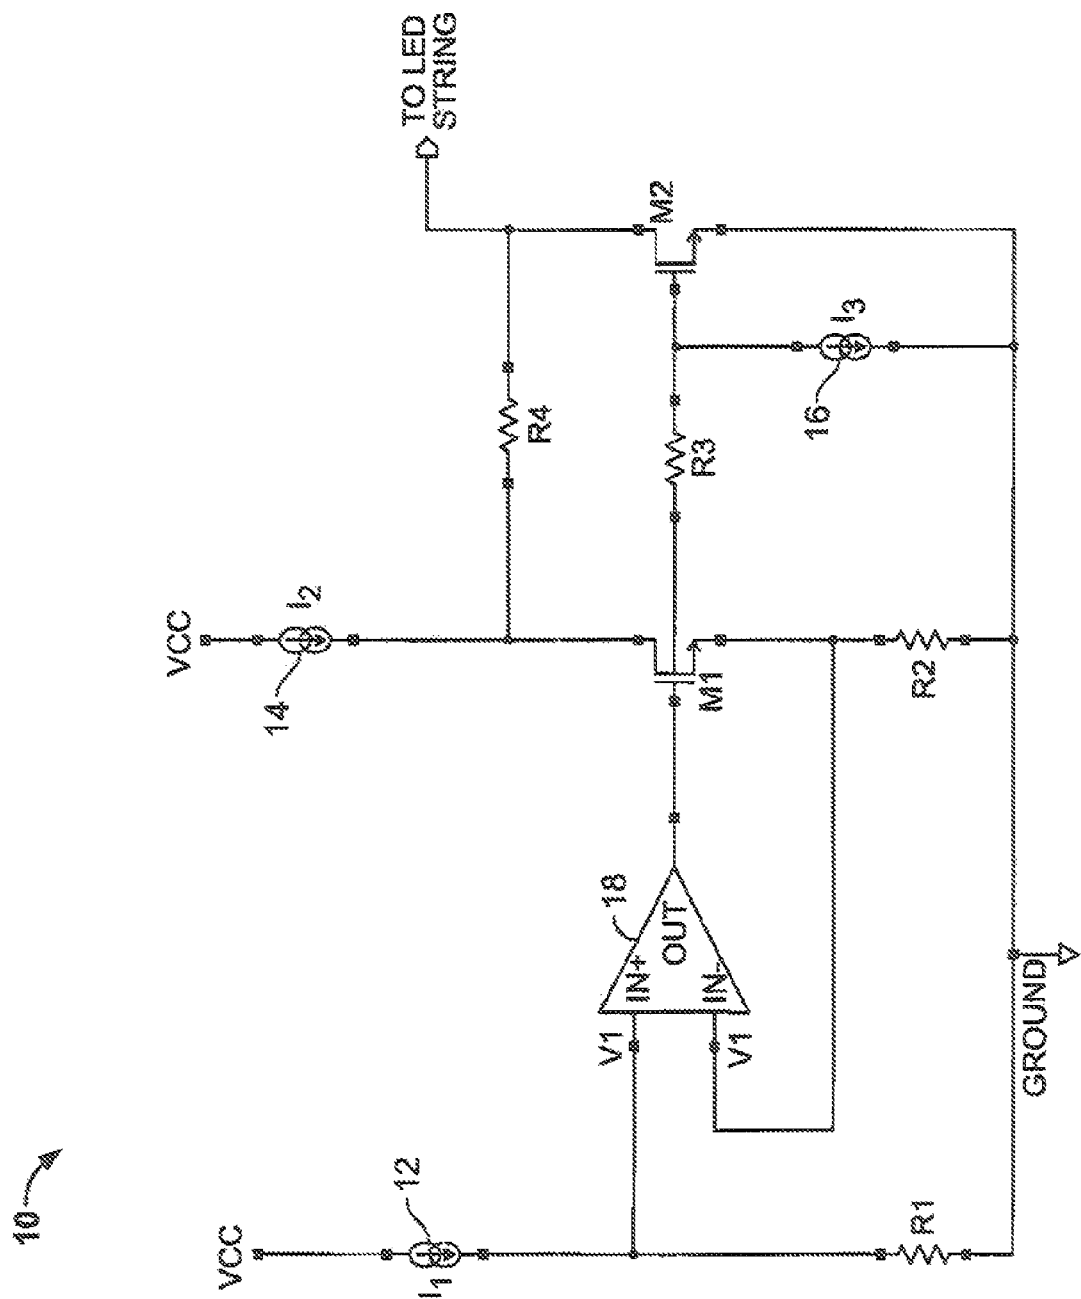 10
TO LED
STRING
VCC
I2
14
R4
M2
I3
16
R3
M1
R2
18
IN+
OUT
IN-
V1
V1
VCC
12
I1
R1
GROUND